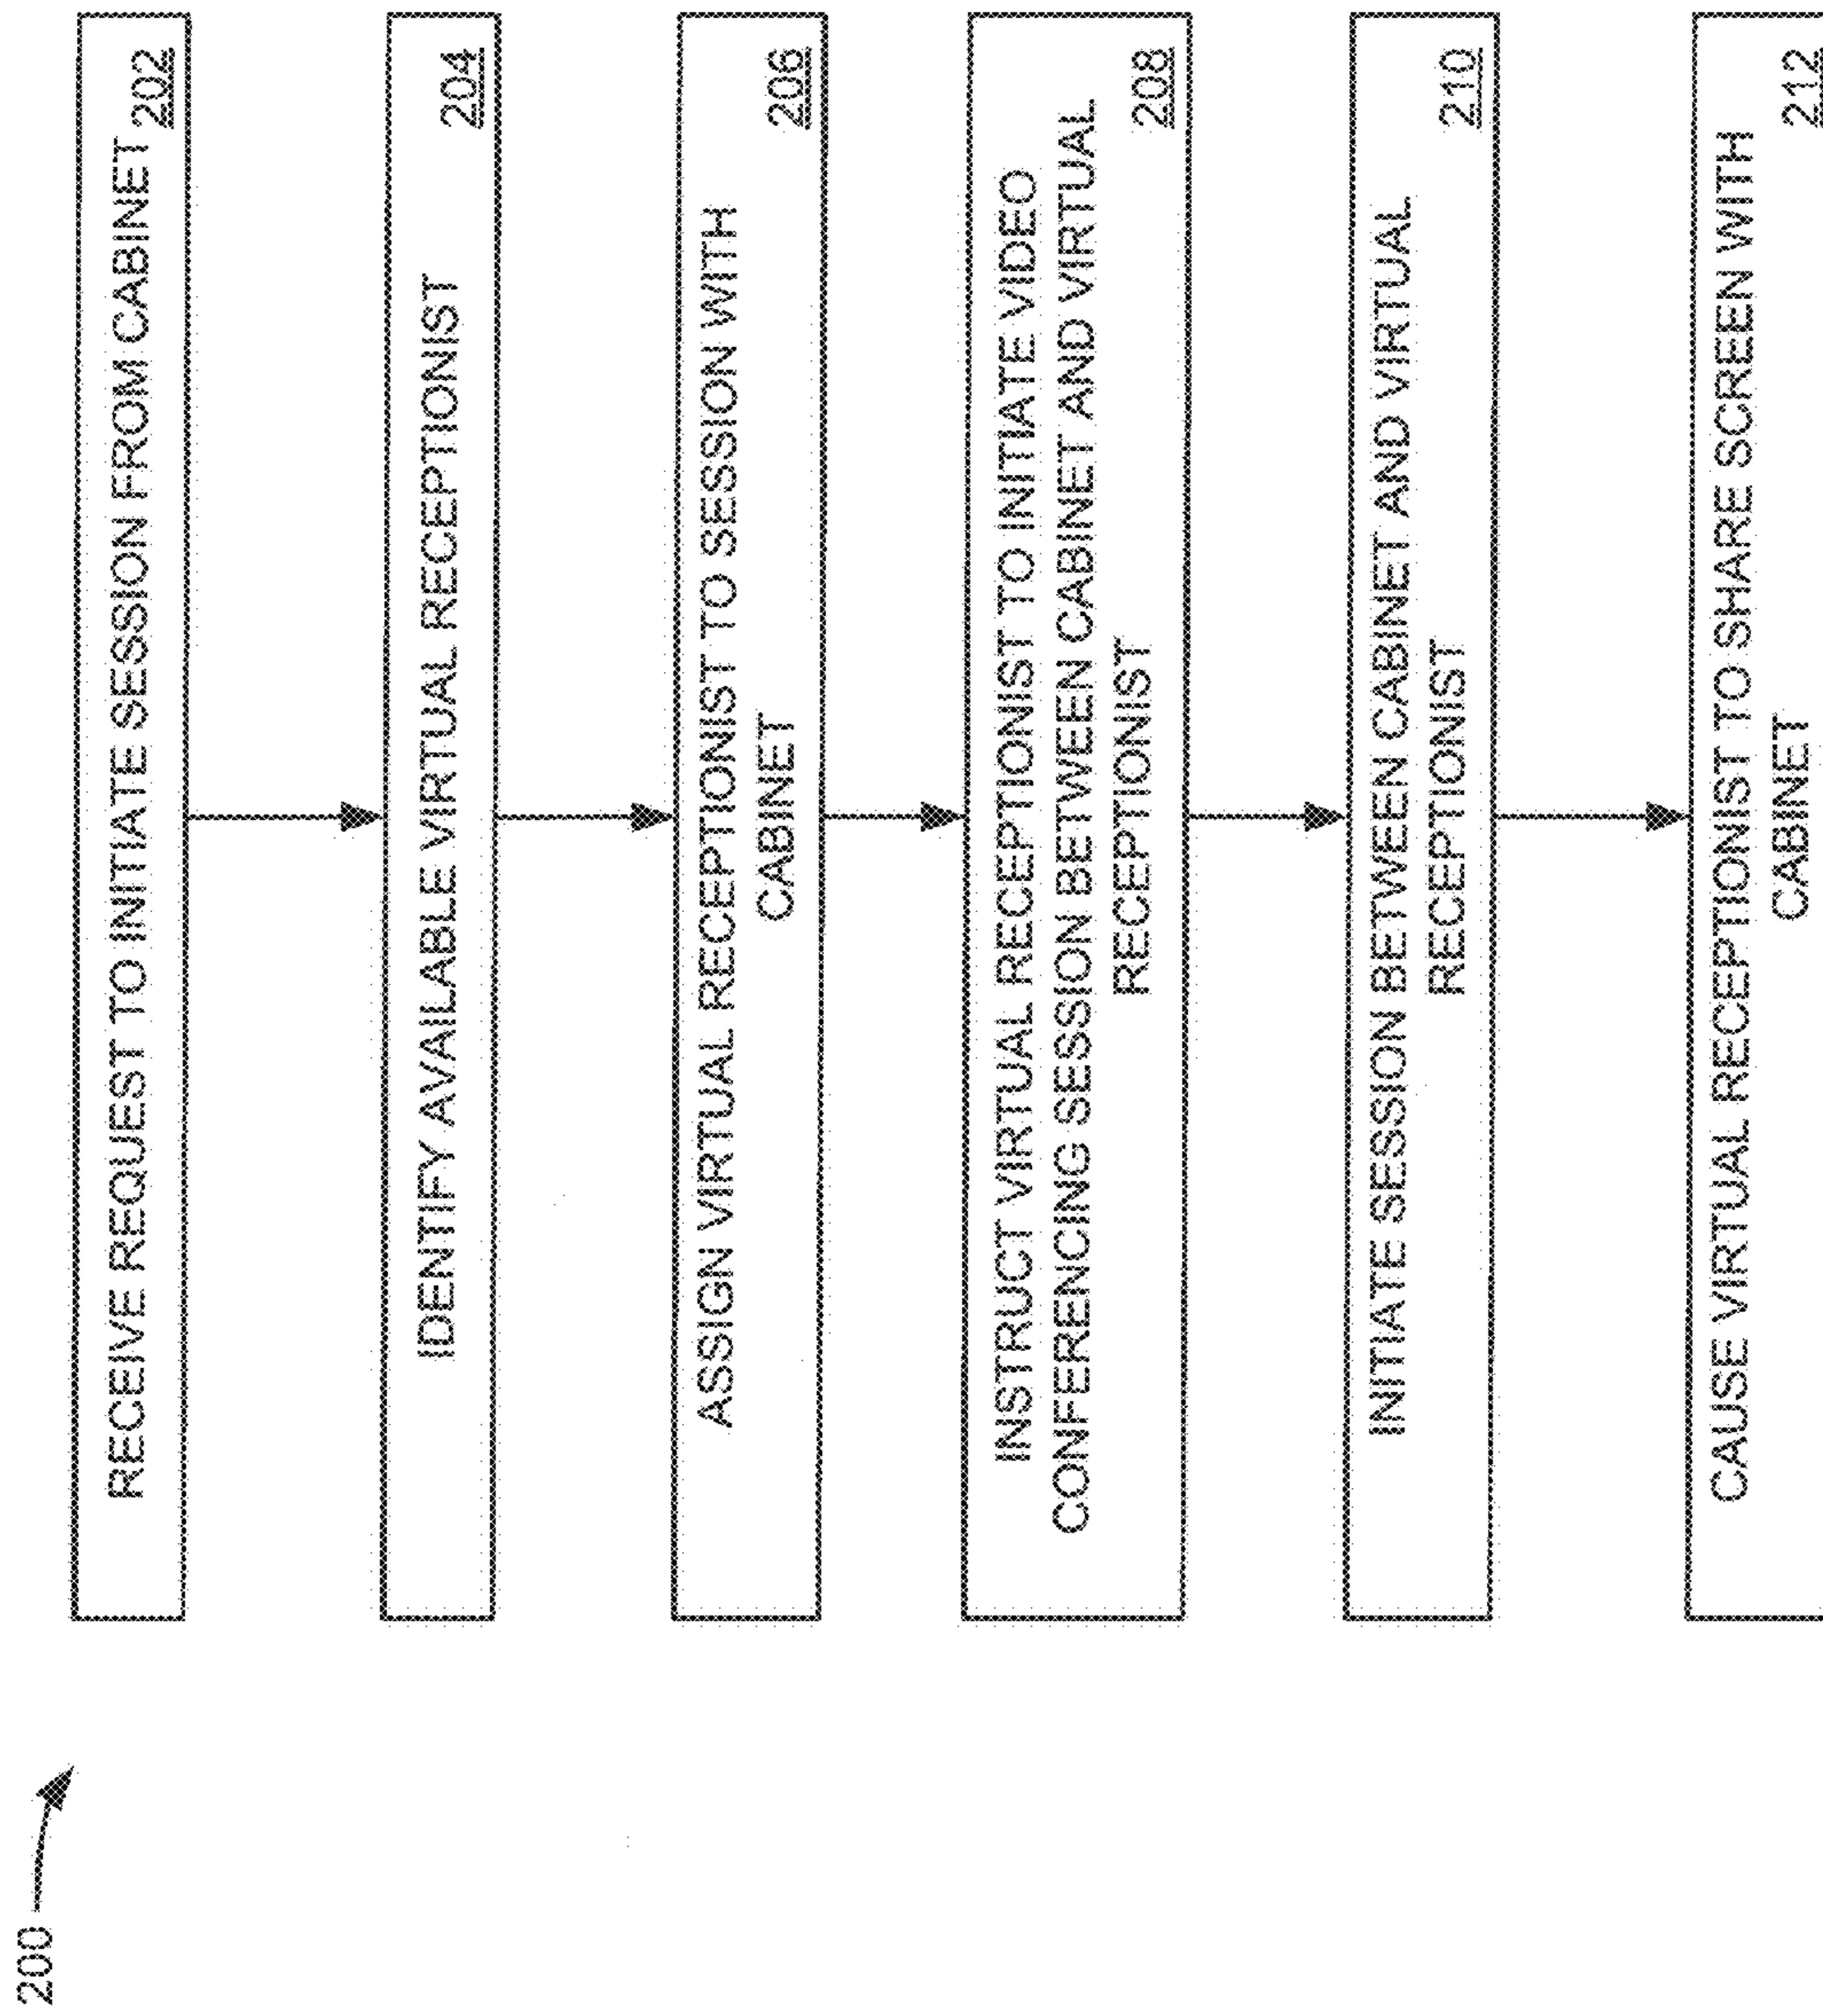 200
RECEIVE REQUEST TO INITIATE SESSION FROM CABINET
202
IDENTIFY AVAILABLE VIRTUAL RECEPTIONIST
204
ASSIGN VIRTUAL RECEPTIONIST TO SESSION WITH
CABINET
206
INSTRUCT VIRTUAL RECEPTIONIST TO INITIATE VIDEO
CONFERENCING SESSION BETWEEN CABINET AND VIRTUAL
RECEPTIONIST
208
INITIATE SESSION BETWEEN CABINET AND VIRTUAL
RECEPTIONIST
210
CAUSE VIRTUAL RECEPTIONIST TO SHARE SCREEN WITH
CABINET
212